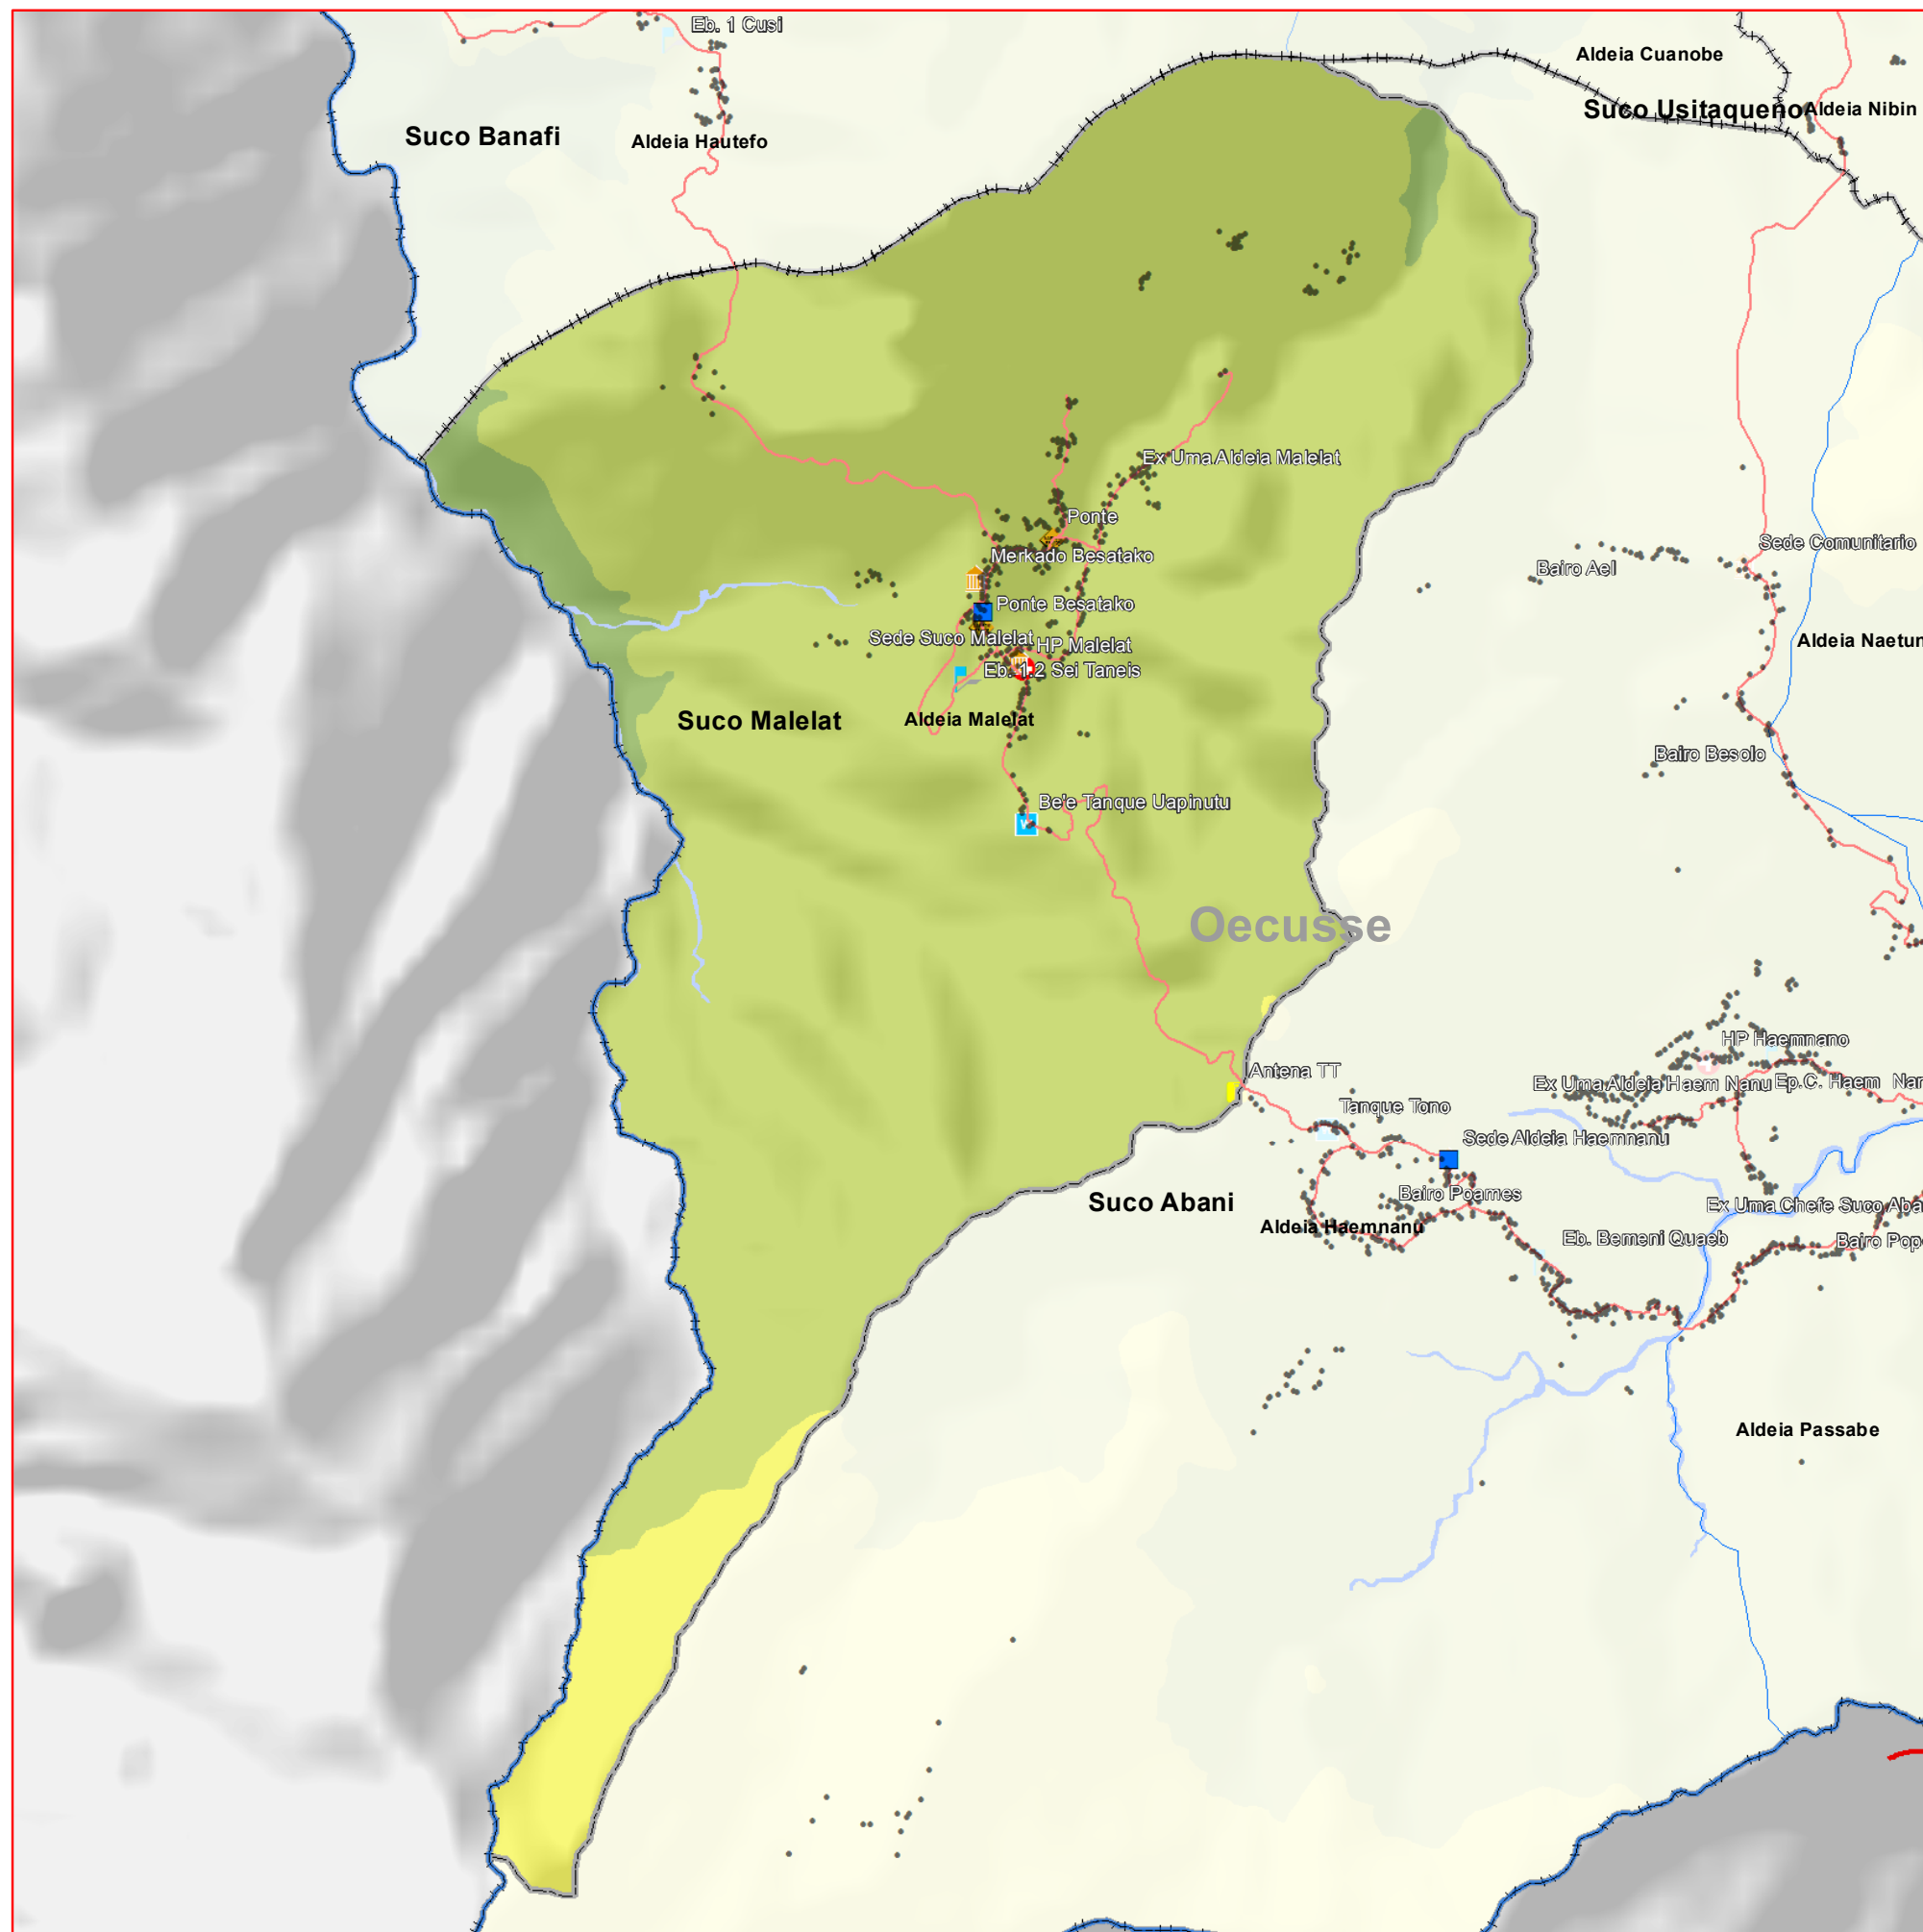 Eb. 1 Cusi
Aldeia Cuanobe
Suco Usitaqueno
Aldeia Nibin
Suco Banafi
Aldeia Hautefo
Ex Uma Aldeia Malelat
Ponte
Merkado Besatako
Sede Comunitario
Bairo Ael
Ponte Besatako
Sede Suco Malelat
HP Malelat
Aldeia Naetun
Eb. 1.2 Sei Taneis
Suco Malelat
Aldeia Malelat
Bairo Besolo
Be'e Tanque Uapinutu
Oecusse
HP Haemnano
Antena TT
Ex Uma Aldeia Haem Nanu
Ep.C. Haem Nan
Tanque Tono
Sede Aldeia Haemnanu
Bairo Poames
Suco Abani
Ex Uma Chefe Suco Aba
Aldeia Haemnanu
Eb. Bemeni Quaeb
Bairo Pop
Aldeia Passabe